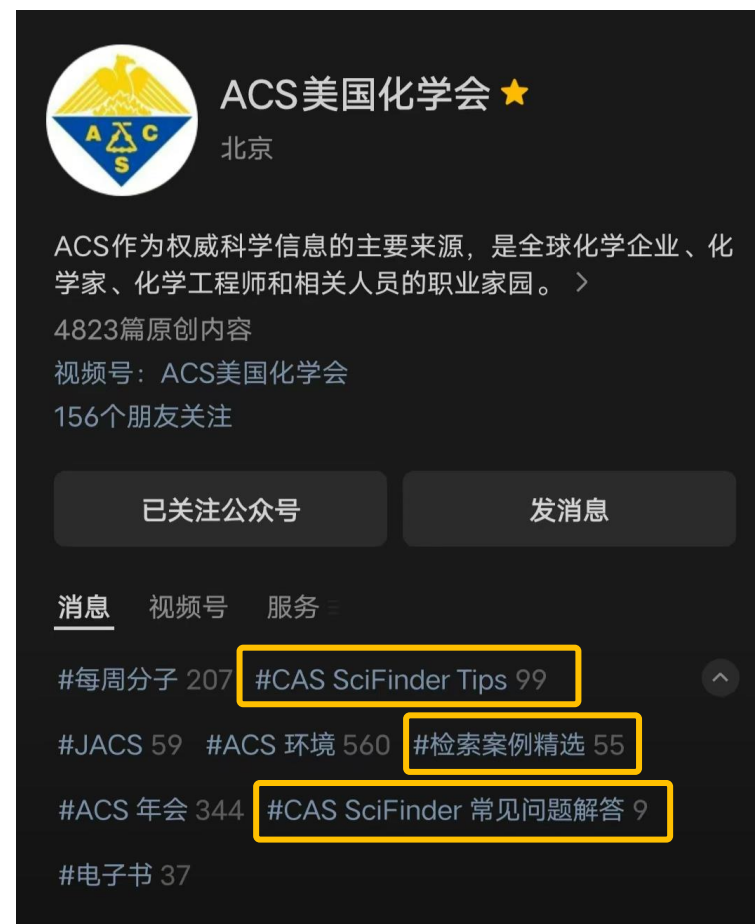 ACS美国化学会
北京
A C S
ACS作为权威科学信息的主要来源，是全球化学企业、化
学家、化学工程师和相关人员的职业家园。
4823篇原创内容
视频号：ACS美国化学会
156个朋友关注
已关注公众号 发消息
消息 视频号 服务
#每周分子 207 #CAS SciFinder Tips 99
#JACS 59 #ACS 环境 560 #检索案例精选 55
#ACS 年会 344 #CAS SciFinder 常见问题解答 9
#电子书 37